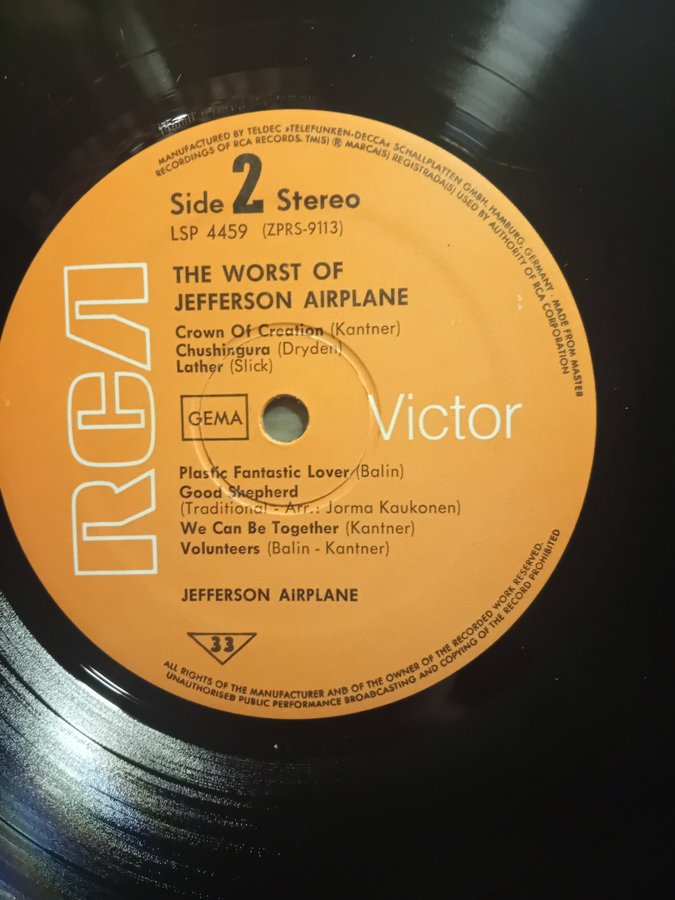 MANUFACTURED BY TELDEC »TELEFUNKEN-DECCA« SCHALLPLATTEN GMBH, HAMBURG, GERMANY · MADE FROM MASTER
RECORDINGS OF RCA RECORDS. TM(S) ® MARCA(S) REGISTRADA(S) USED BY AUTHORITY OF RCA CORPORATION
Side 2 Stereo
LSP 4459 (ZPRS-9113)
THE WORST OF
JEFFERSON AIRPLANE
Crown Of Creation (Kantner)
Chushingura (Dryden)
Lather (Slick)
RCA
GEMA
Victor
Plastic Fantastic Lover (Balin)
Good Shepherd
(Traditional - Arr.: Jorma Kaukonen)
We Can Be Together (Kantner)
Volunteers (Balin - Kantner)
JEFFERSON AIRPLANE
33
ALL RIGHTS OF THE MANUFACTURER AND OF THE OWNER OF THE RECORDED WORK RESERVED.
UNAUTHORISED PUBLIC PERFORMANCE BROADCASTING AND COPYING OF THE RECORD PROHIBITED